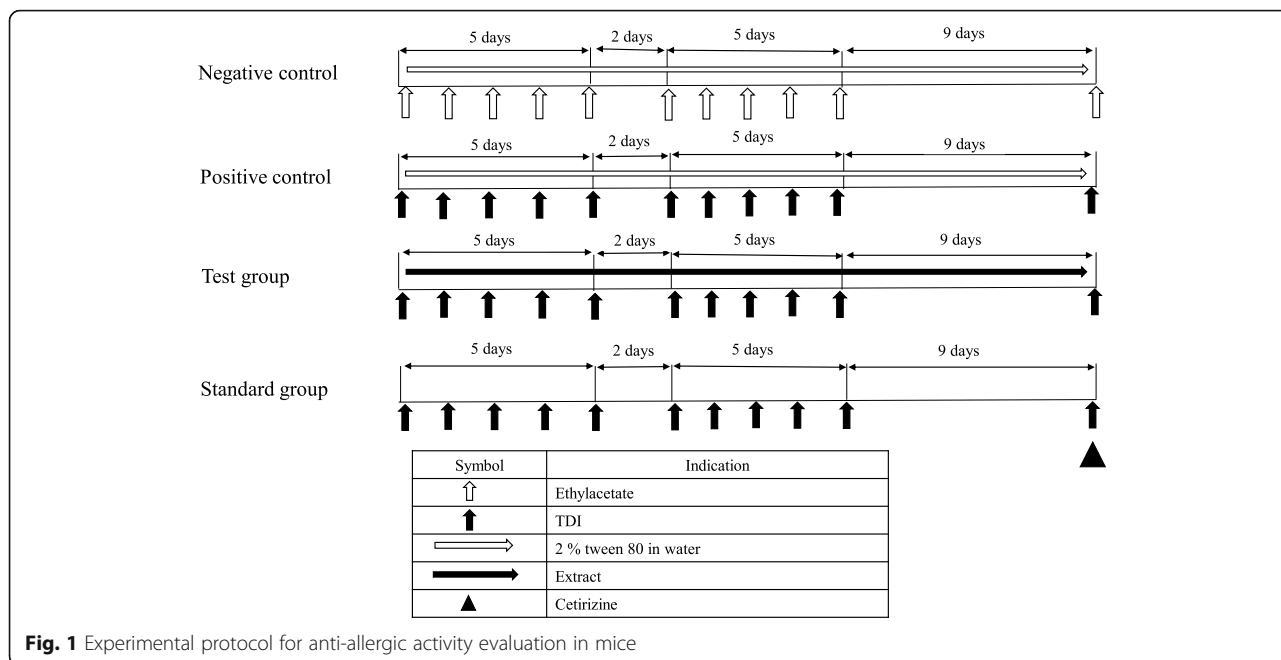 5 days 2 days 5 days 9 days
Negative control
5 days 2 days 5 days 9 days
Positive control
5 days 2 days 5 days 9 days
Test group
5 days 2 days 5 days 9 days
Standard group
Symbol Indication
Ethylacetate
TDI
2 % tween 80 in water
Extract
Cetirizine
Fig. 1 Experimental protocol for anti-allergic activity evaluation in mice